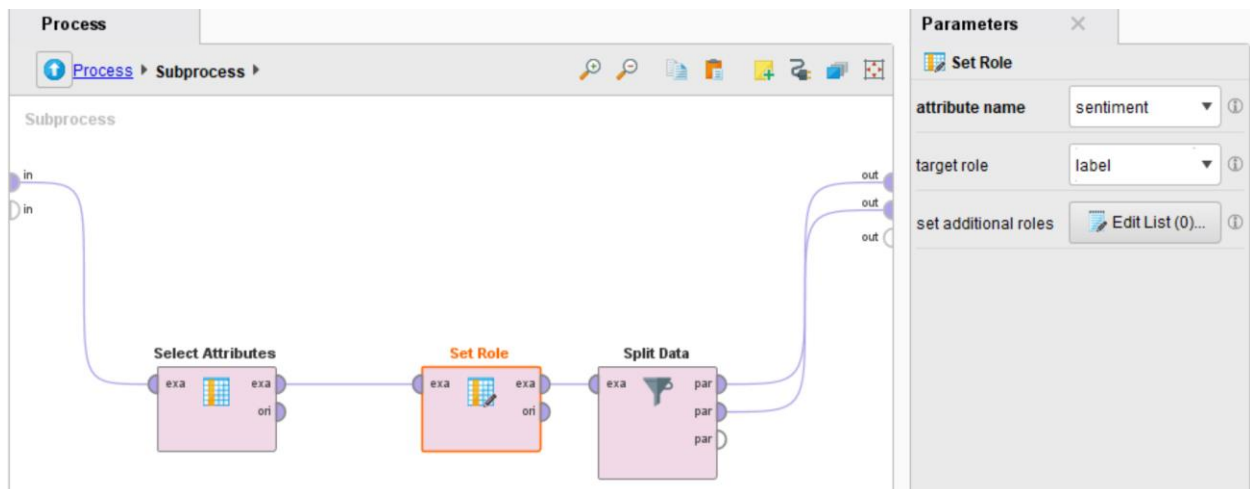 Process
Parameters
Process Subprocess
Set Role
Subprocess
attribute name sentiment
target role label
set additional roles Edit List (0)...
in
in
out
out
out
Select Attributes
exa exa
ori
Set Role
exa exa
ori
Split Data
exa par
par
par